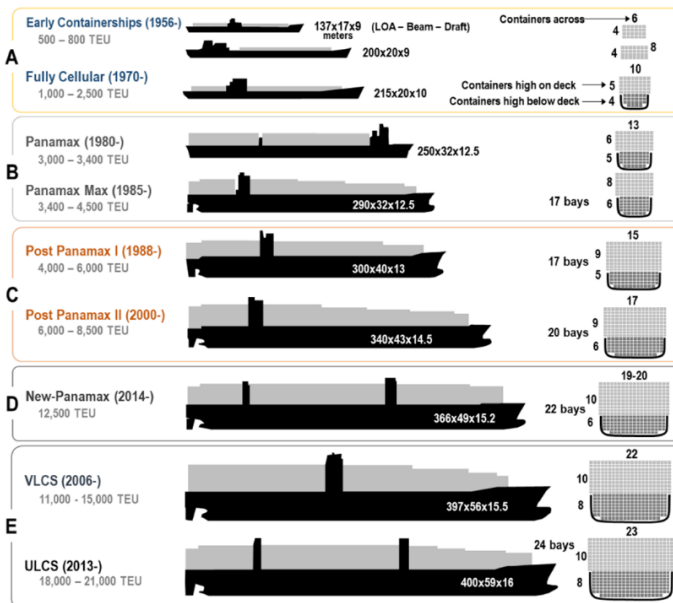 Early Containerships (1956-)
500 – 800 TEU
137x17x9
meters
(LOA – Beam – Draft)
Containers across
6
4
200x20x9
4
8
A
Fully Cellular (1970-)
1,000 – 2,500 TEU
215x20x10
10
Containers high on deck
5
Containers high below deck
4
Panamax (1980-)
3,000 – 3,400 TEU
250x32x12.5
13
6
5
B
Panamax Max (1985-)
3,400 – 4,500 TEU
290x32x12.5
17 bays
8
6
Post Panamax I (1988-)
4,000 – 6,000 TEU
300x40x13
17 bays
15
9
5
C
Post Panamax II (2000-)
6,000 – 8,500 TEU
340x43x14.5
20 bays
17
9
6
D
New-Panamax (2014-)
12,500 TEU
366x49x15.2
22 bays
19-20
10
6
VLCS (2006-)
11,000 - 15,000 TEU
397x56x15.5
22
10
8
E
ULCS (2013-)
18,000 – 21,000 TEU
400x59x16
24 bays
23
10
8